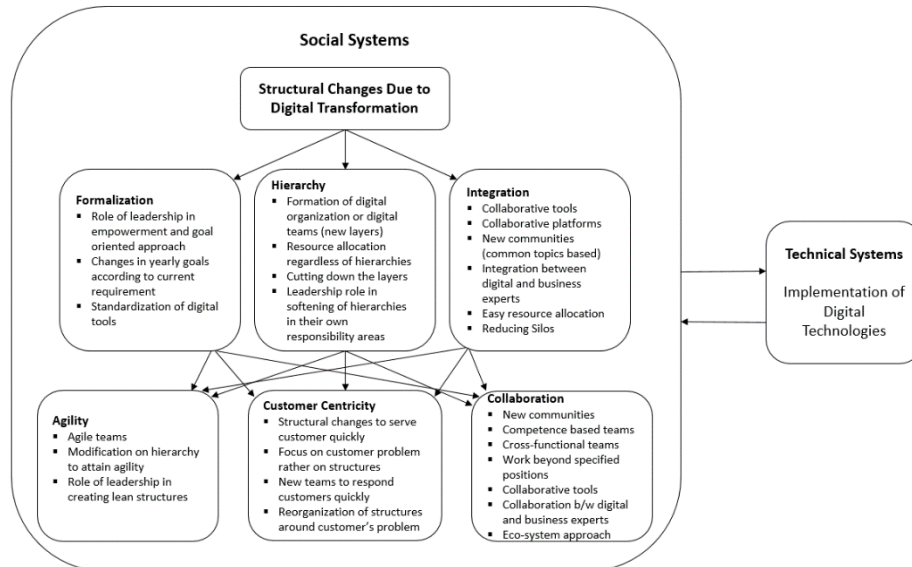 Social Systems
Structural Changes Due to
Digital Transformation
Formalization
▪ Role of leadership in
empowerment and goal
oriented approach
▪ Changes in yearly goals
according to current
requirement
▪ Standardization of digital
tools
Hierarchy
▪ Formation of digital
organization or digital
teams (new layers)
▪ Resource allocation
regardless of hierarchies
▪ Cutting down the layers
▪ Leadership role in
softening of hierarchies
in their own
responsibility areas
Integration
▪ Collaborative tools
▪ Collaborative platforms
▪ New communities
(common topics based)
▪ Integration between
digital and business
experts
▪ Easy resource allocation
▪ Reducing Silos
Technical Systems
Implementation of
Digital
Technologies
Agility
▪ Agile teams
▪ Modification on hierarchy
to attain agility
▪ Role of leadership in
creating lean structures
Customer Centricity
▪ Structural changes to serve
customer quickly
▪ Focus on customer problem
rather on structures
▪ New teams to respond
customers quickly
▪ Reorganization of structures
around customer's problem
Collaboration
▪ New communities
▪ Competence based teams
▪ Cross-functional teams
▪ Work beyond specified
positions
▪ Collaborative tools
▪ Collaboration b/w digital
and business experts
▪ Eco-system approach